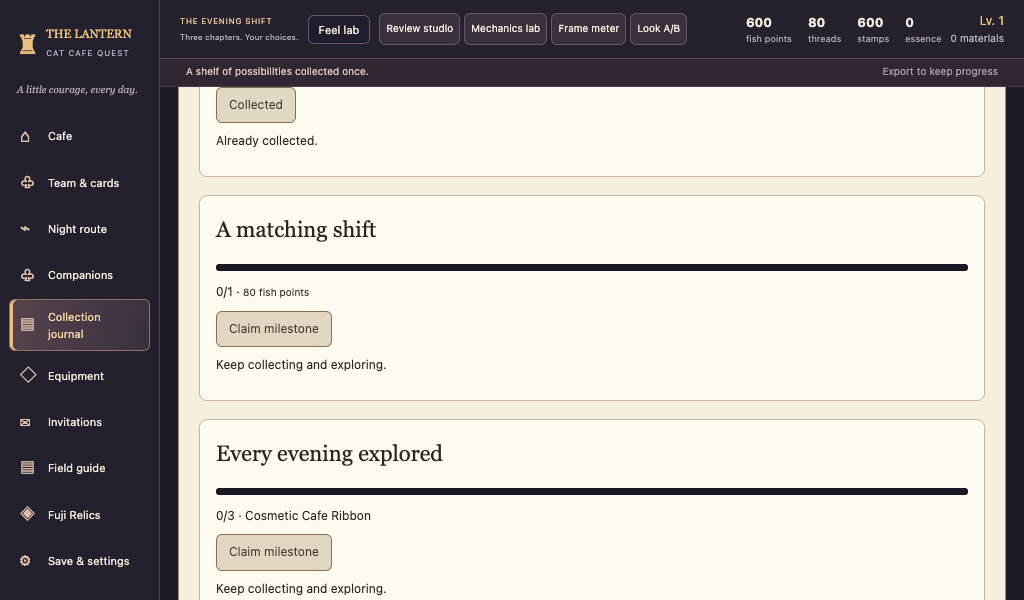 THE LANTERN
CAT CAFE QUEST
A little courage, every day.
Cafe
Team & cards
Night route
Companions
Collection
journal
Equipment
Invitations
Field guide
Fuji Relics
Save & settings
THE EVENING SHIFT
Three chapters. Your choices.
Feel lab
Review studio
Mechanics lab
Frame meter
Look A/B
600
fish points
80
threads
600
stamps
0
essence
Lv. 1
0 materials
A shelf of possibilities collected once.
Export to keep progress
Collected
Already collected.
A matching shift
0/1 · 80 fish points
Claim milestone
Keep collecting and exploring.
Every evening explored
0/3 · Cosmetic Cafe Ribbon
Claim milestone
Keep collecting and exploring.